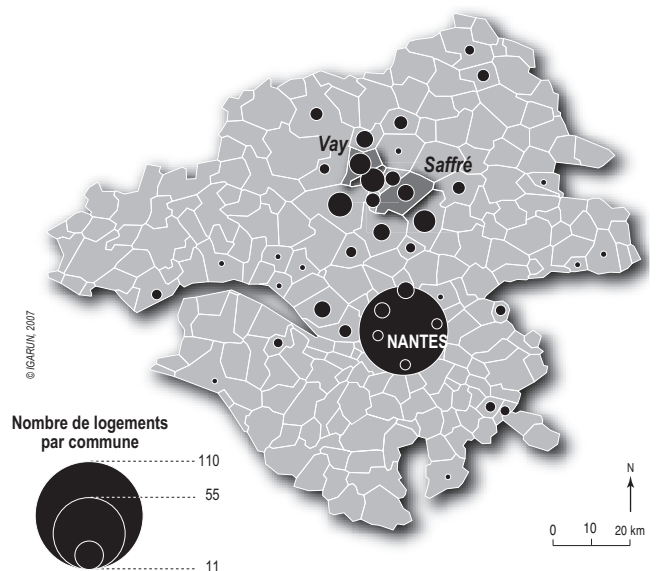 Vay
Saffré
NANTES
© IGARUN, 2007
Nombre de logements
par commune
110
55
11
N
0 10 20 km